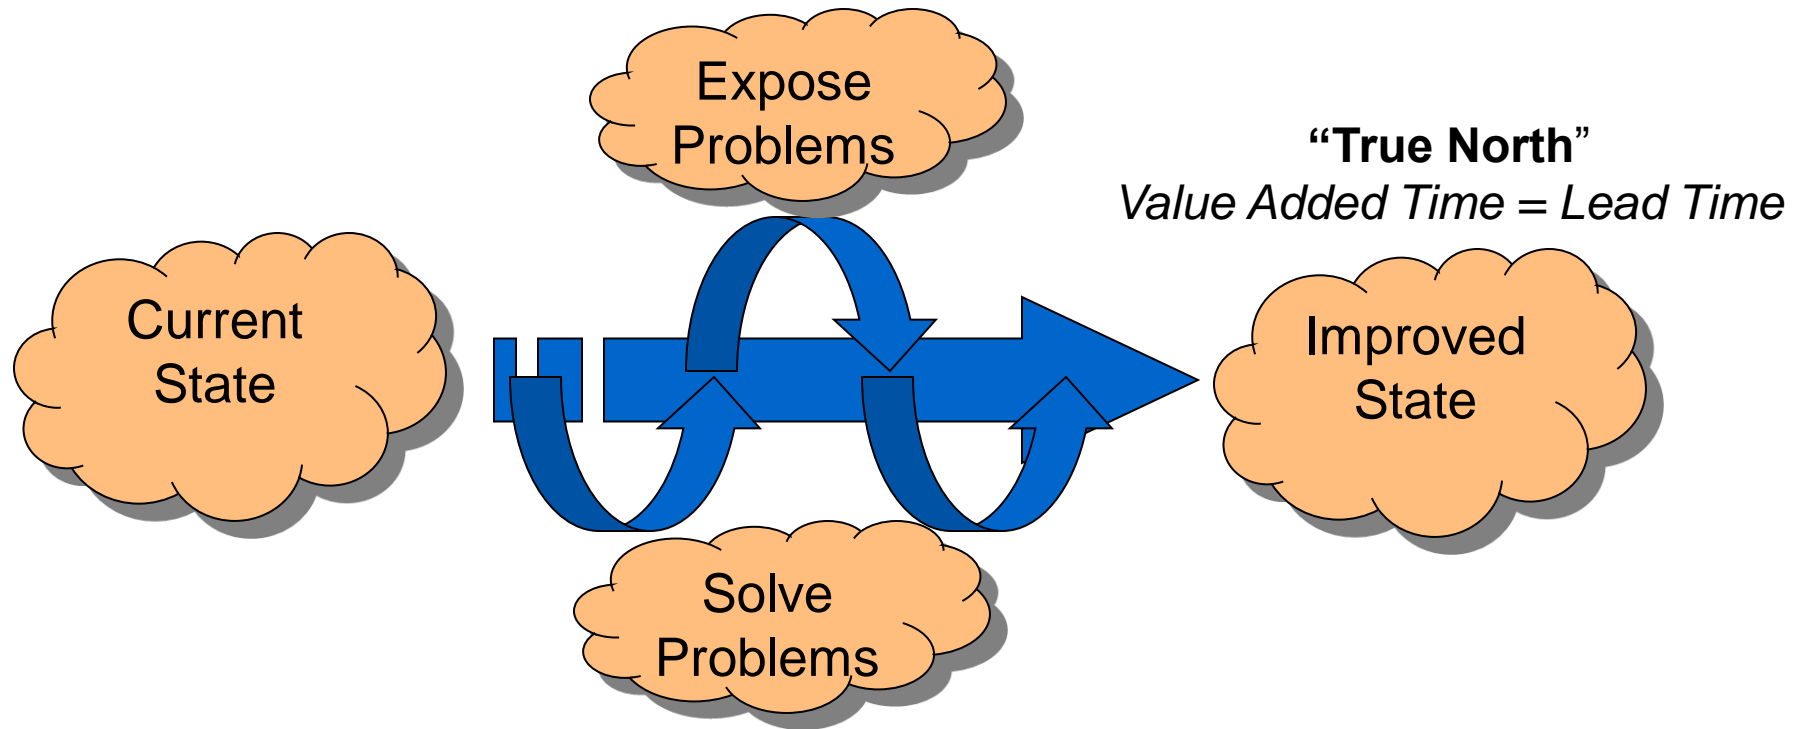 Expose
Problems
“True North”
Value Added Time = Lead Time
Current
State
Improved
State
Solve
Problems